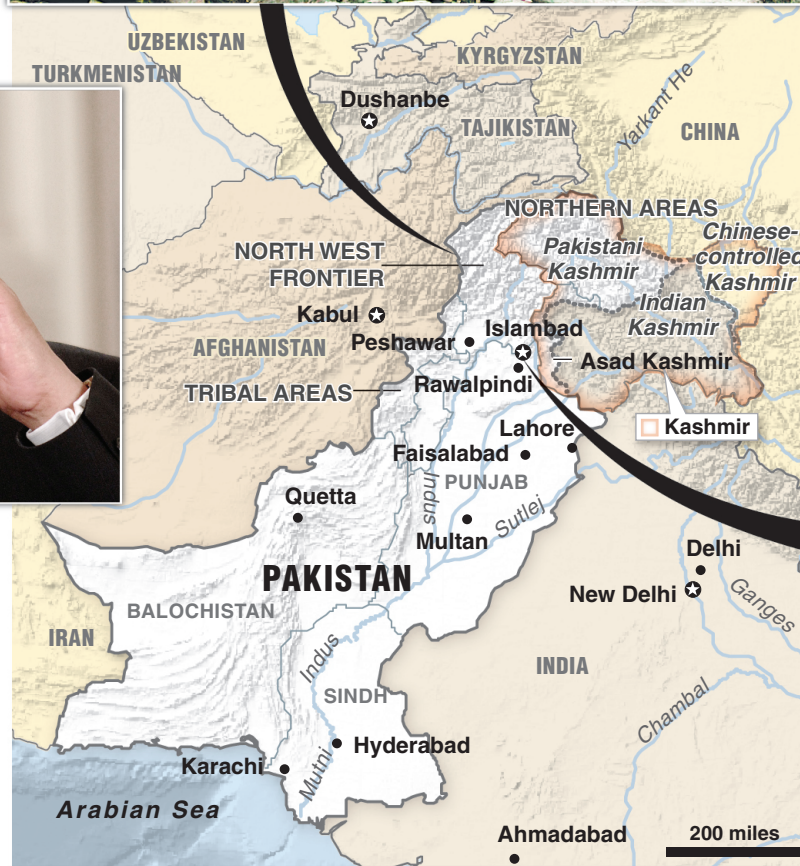 UZBEKISTAN
KYRGYZSTAN
TURKMENISTAN
Dushanbe
TAJIKISTAN
Yarkant He
CHINA
NORTHERN AREAS
Chinese-
controlled
Kashmir
Pakistani
Kashmir
NORTH WEST
FRONTIER
Indian
Kashmir
Kabul
Islambad
Peshawar
AFGHANISTAN
Asad Kashmir
Rawalpindi
TRIBAL AREAS
Kashmir
Lahore
Faisalabad
PUNJAB
Indus
Quetta
Sutlej
Multan
Delhi
PAKISTAN
New Delhi
Ganges
BALOCHISTAN
IRAN
Indus
INDIA
SINDH
Chambal
Hyderabad
Karachi
Mutni
Arabian Sea
Ahmadabad
200 miles